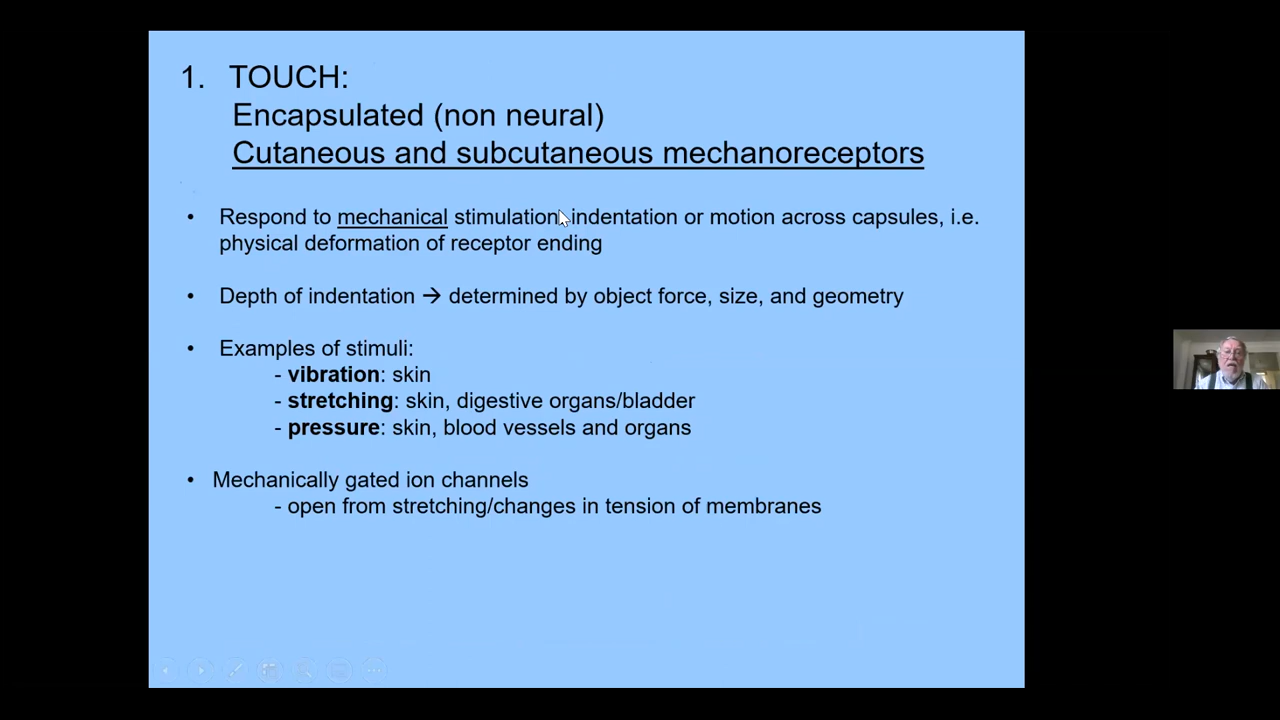 1. TOUCH:
Encapsulated (non neural)
Cutaneous and subcutaneous mechanoreceptors
• Respond to mechanical stimulation indentation or motion across capsules, i.e.
physical deformation of receptor ending
• Depth of indentation → determined by object force, size, and geometry
• Examples of stimuli:
- vibration: skin
- stretching: skin, digestive organs/bladder
- pressure: skin, blood vessels and organs
• Mechanically gated ion channels
- open from stretching/changes in tension of membranes